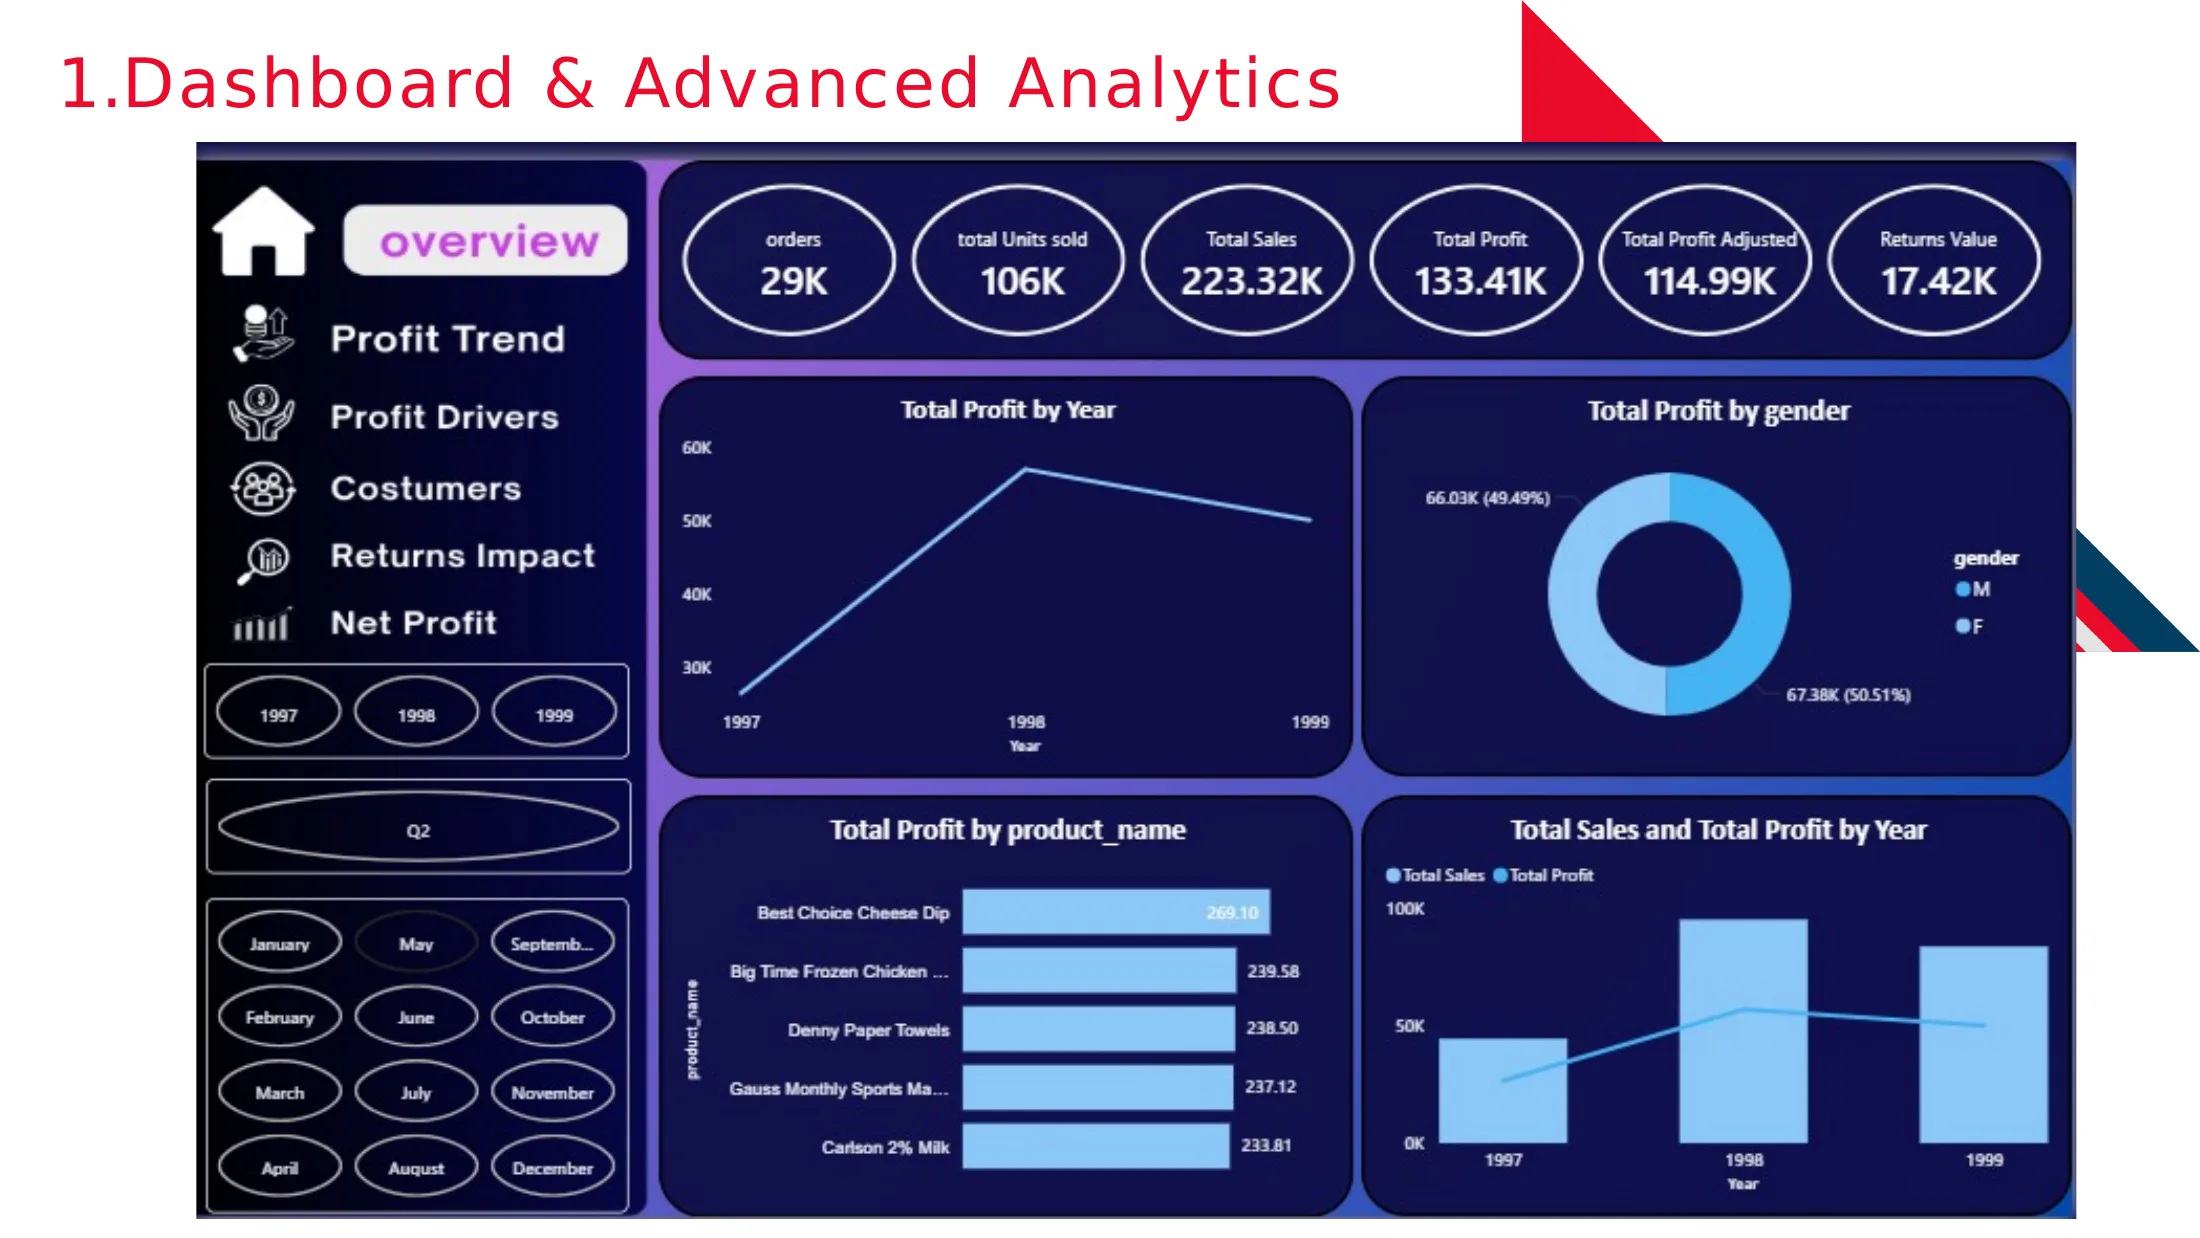 1.Dashboard & Advanced Analytics
overview
Profit Trend
Profit Drivers
Costumers
Returns Impact
Net Profit
1997 1998 1999
Q2
January May Septemb...
February June October
March July November
April August December
orders
29K
total Units sold
106K
Total Sales
223.32K
Total Profit
133.41K
Total Profit Adjusted
114.99K
Returns Value
17.42K
Total Profit by Year
60K
50K
40K
30K
1997 1998 1999
Year
Total Profit by gender
66.03K (49.49%)
67.38K (50.51%)
gender
M
F
Total Profit by product_name
product_name
Best Choice Cheese Dip 269.10
Big Time Frozen Chicken ... 239.58
Denny Paper Towels 238.50
Gauss Monthly Sports Ma... 237.12
Carlson 2% Milk 233.81
Total Sales and Total Profit by Year
Total Sales Total Profit
100K
50K
0K
1997 1998 1999
Year